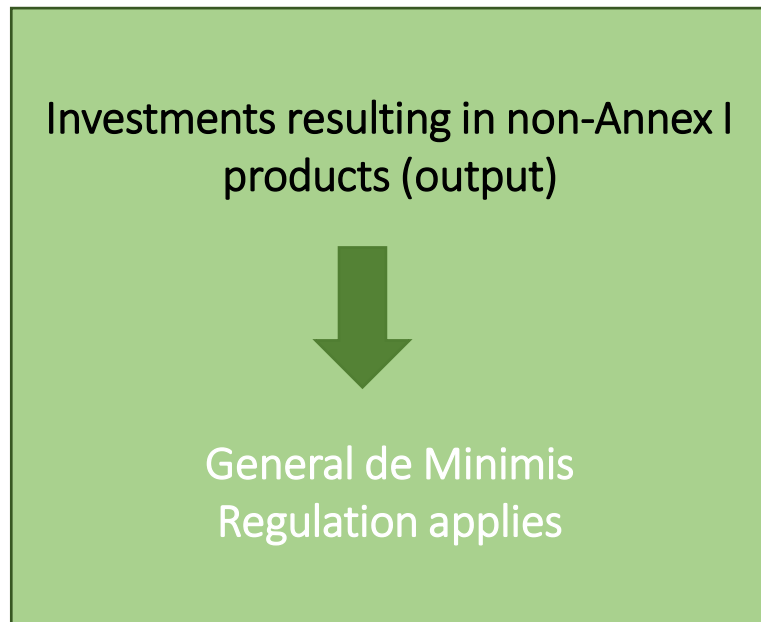 Investments resulting in non-Annex I
products (output)
General de Minimis
Regulation applies